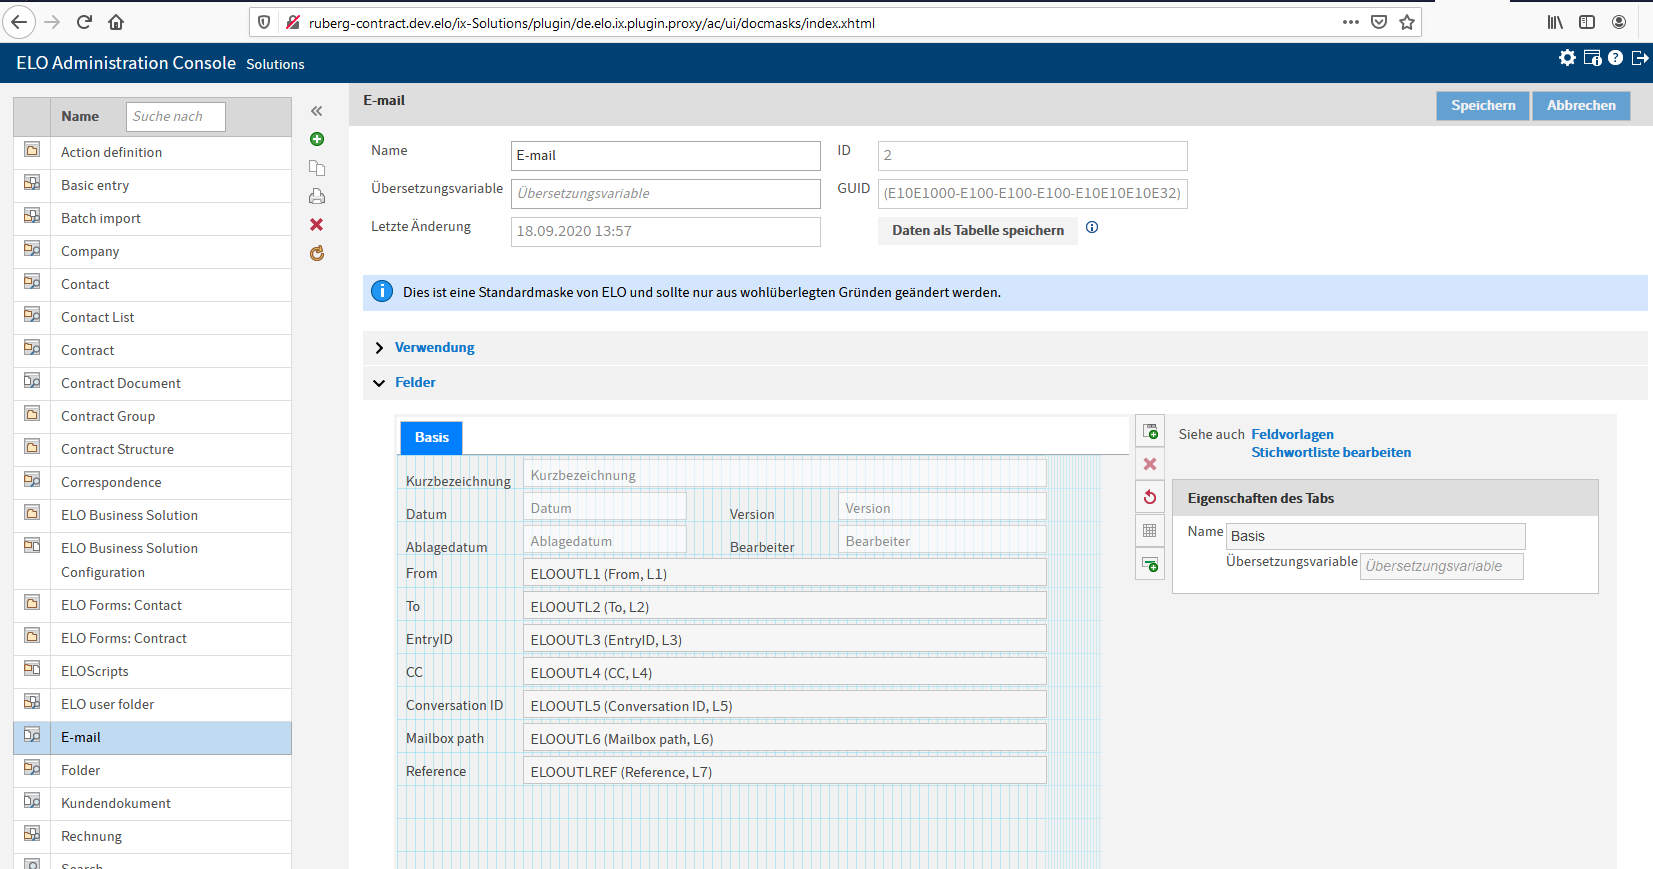 ruberg-contract.dev.elo/ix-Solutions/plugin/de.elo.ix.plugin.proxy/ac/ui/docmasks/index.xhtml
ELO Administration Console Solutions
Name Suche nach
Action definition
Basic entry
Batch import
Company
Contact
Contact List
Contract
Contract Document
Contract Group
Contract Structure
Correspondence
ELO Business Solution
ELO Business Solution
Configuration
ELO Forms: Contact
ELO Forms: Contract
ELOScripts
ELO user folder
E-mail
Folder
Kundendokument
Rechnung
Search
E-mail
Speichern Abbrechen
Name E-mail ID 2
Übersetzungsvariable Übersetzungsvariable GUID (E10E1000-E100-E100-E100-E10E10E10E32)
Letzte Änderung 18.09.2020 13:57 Daten als Tabelle speichern
Dies ist eine Standardmaske von ELO und sollte nur aus wohlüberlegten Gründen geändert werden.
Verwendung
Felder
Basis
Kurzbezeichnung Kurzbezeichnung
Datum Datum Version Version
Ablagedatum Ablagedatum Bearbeiter Bearbeiter
From ELOOUTL1 (From, L1)
To ELOOUTL2 (To, L2)
EntryID ELOOUTL3 (EntryID, L3)
CC ELOOUTL4 (CC, L4)
Conversation ID ELOOUTL5 (Conversation ID, L5)
Mailbox path ELOOUTL6 (Mailbox path, L6)
Reference ELOOUTLREF (Reference, L7)
Siehe auch Feldvorlagen
Stichwortliste bearbeiten
Eigenschaften des Tabs
Name Basis
Übersetzungsvariable Übersetzungsvariable